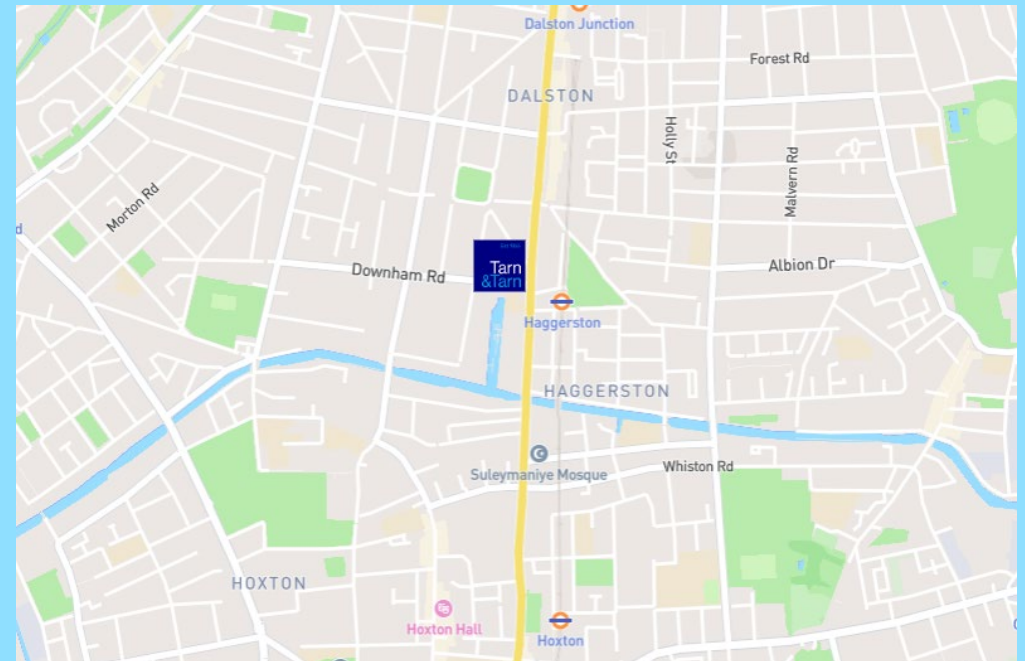 Dalston Junction
Forest Rd
DALSTON
Holly St
Malvern Rd
Morton Rd
d
Tarn
&Tarn
Downham Rd
Albion Dr
Haggerston
HAGGERSTON
Suleymaniye Mosque
Whiston Rd
HOXTON
Hoxton Hall
Hoxton